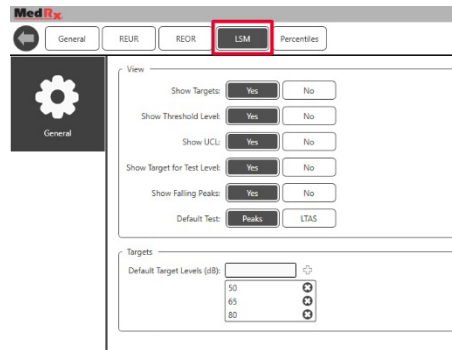 MedRx
General REUR REOR LSM Percentiles
General
View
Show Targets: Yes No
Show Threshold Level: Yes No
Show UCL: Yes No
Show Target for Test Level: Yes No
Show Falling Peaks: Yes No
Default Test: Peaks LTAS
Targets
Default Target Levels (dB):
50
65
80